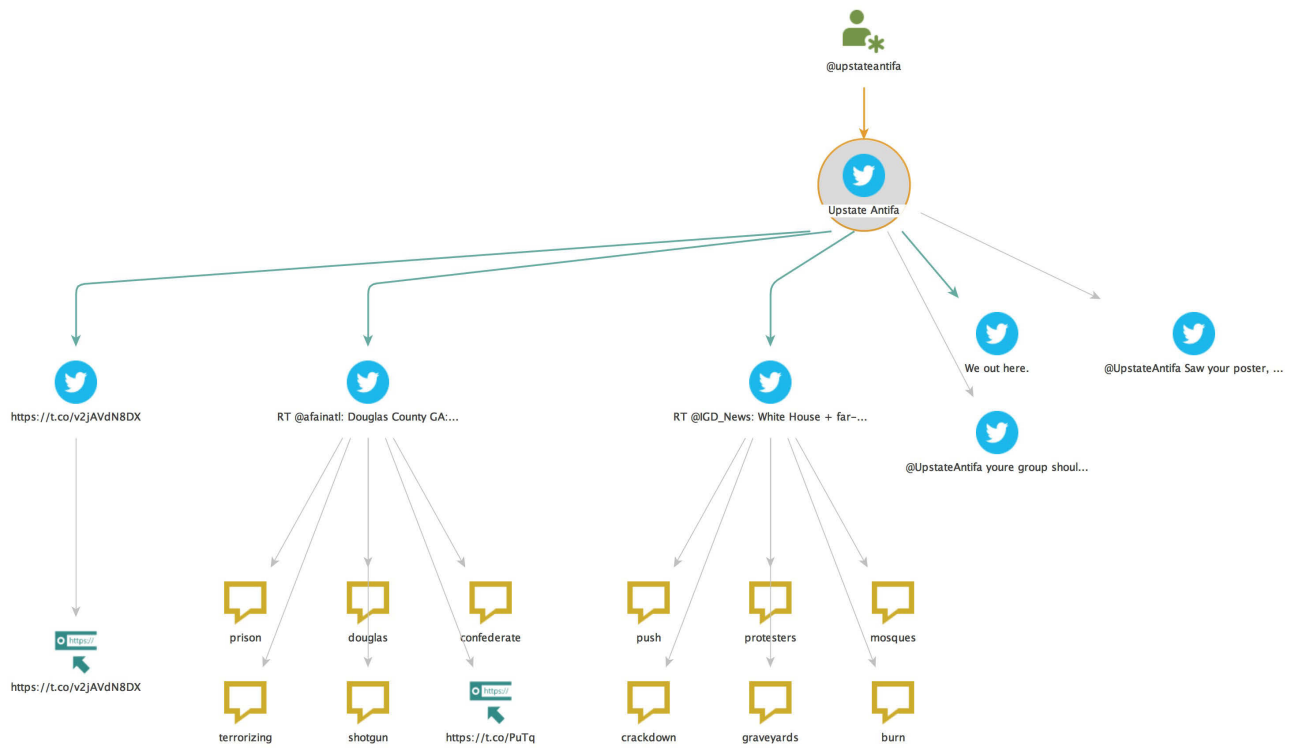 @upstateantifa
Upstate Antifa
We out here.
@UpstateAntifa Saw your poster, ...
https://t.co/v2jAVdN8DX
RT @afainatl: Douglas County GA:...
RT @IGD_News: White House + far-...
@UpstateAntifa youre group shoul...
prison
douglas
confederate
push
protesters
mosques
https://
https://t.co/v2jAVdN8DX
https://
terrorizing
shotgun
https://t.co/PuTq
crackdown
graveyards
burn